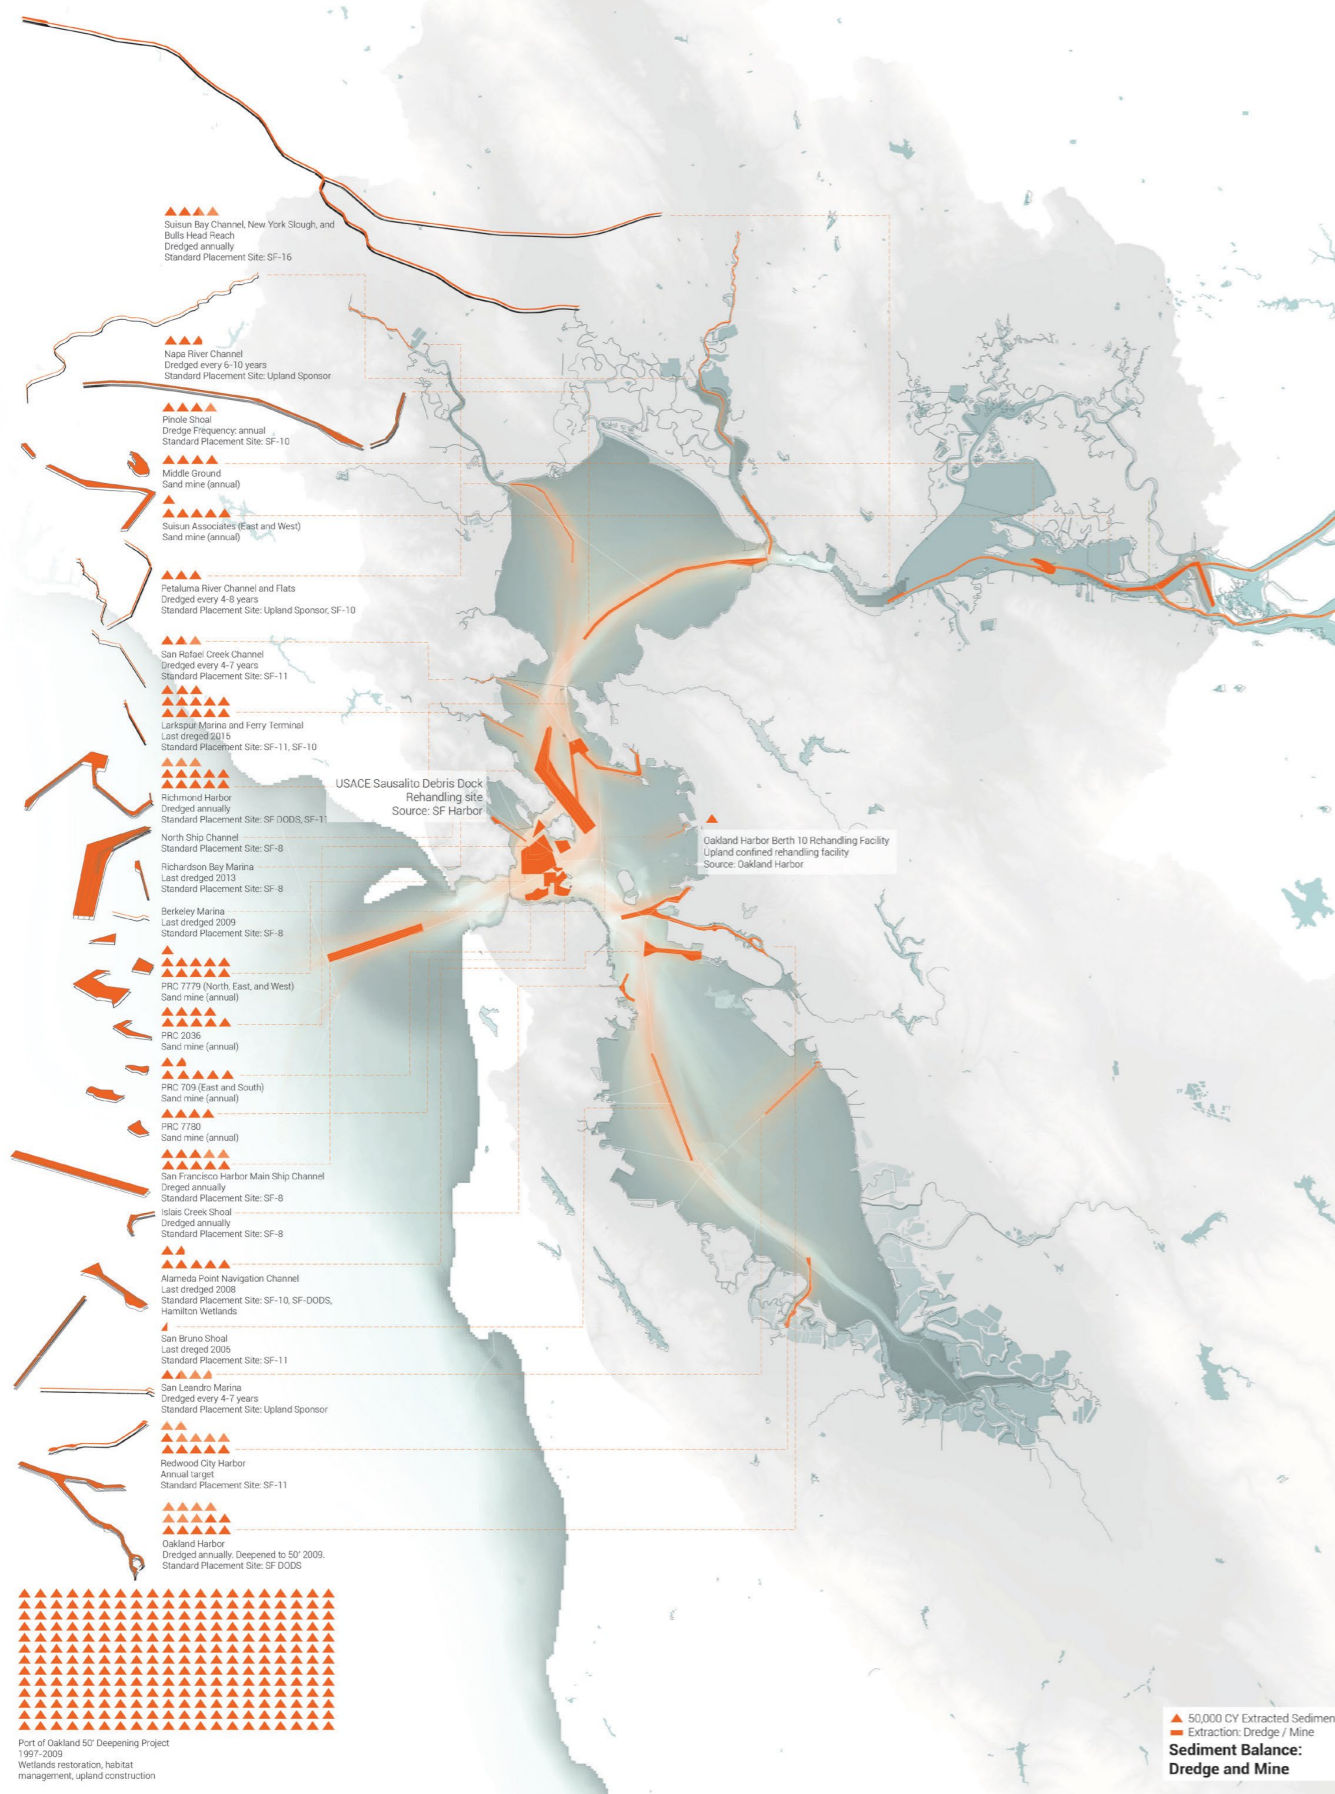 Suisun Bay Channel, New York Slough, and
Bulls Head Reach
Dredged annually
Standard Placement Site: SF-16
Napa River Channel
Dredged every 6-10 years
Standard Placement Site: Upland Sponsor
Pinole Shoal
Dredge Frequency: annual
Standard Placement Site: SF-10
Middle Ground
Sand mine (annual)
Suisun Associates (East and West)
Sand mine (annual)
Petaluma River Channel and Flats
Dredged every 4-8 years
Standard Placement Site: Upland Sponsor, SF-10
San Rafael Creek Channel
Dredged every 4-7 years
Standard Placement Site: SF-11
Larkspur Marina and Ferry Terminal
Last dreged 2015
Standard Placement Site: SF-11, SF-10
USACE Sausalito Debris Dock
Rehandling site
Source: SF Harbor
Richmond Harbor
Dredged annually
Standard Placement Site: SF DODS, SF-11
North Ship Channel
Standard Placement Site: SF-8
Oakland Harbor Berth 10 Rehandling Facility
Upland confined rehandling facility
Source: Oakland Harbor
Richardson Bay Marina
Last dredged 2013
Standard Placement Site: SF-8
Berkeley Marina
Last dredged 2009
Standard Placement Site: SF-8
PRC 7779 (North, East, and West)
Sand mine (annual)
PRC 2036
Sand mine (annual)
PRC 709 (East and South)
Sand mine (annual)
PRC 7780
Sand mine (annual)
San Francisco Harbor Main Ship Channel
Dreged annually
Standard Placement Site: SF-8
Islais Creek Shoal
Dredged annually
Standard Placement Site: SF-8
Alameda Point Navigation Channel
Last dredged 2008
Standard Placement Site: SF-10, SF-DODS,
Hamilton Wetlands
San Bruno Shoal
Last dreged 2005
Standard Placement Site: SF-11
San Leandro Marina
Dredged every 4-7 years
Standard Placement Site: Upland Sponsor
Redwood City Harbor
Annual target
Standard Placement Site: SF-11
Oakland Harbor
Dredged annually. Deepened to 50' 2009.
Standard Placement Site: SF DODS
Port of Oakland 50' Deepening Project
1997-2009
Wetlands restoration, habitat
management, upland construction
50,000 CY Extracted Sedimen
Extraction: Dredge / Mine
Sediment Balance:
Dredge and Mine